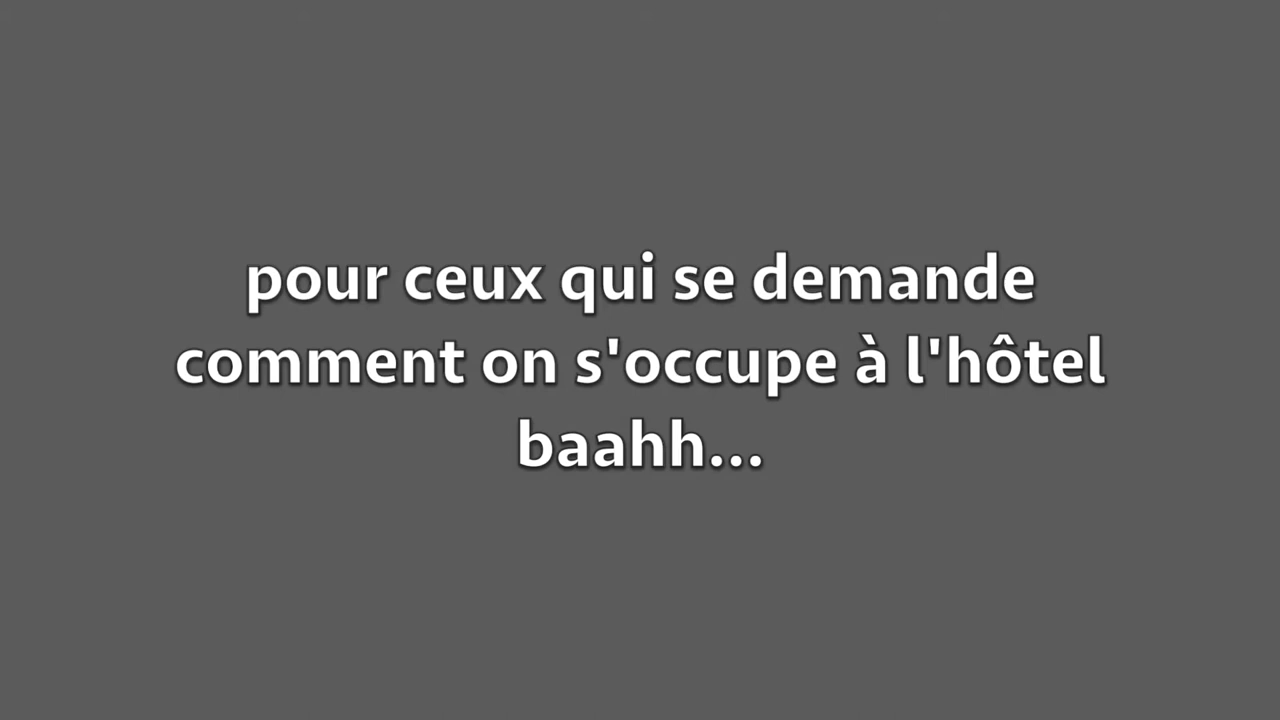 pour ceux qui se demande
comment on s'occupe à l'hôtel
baahh...